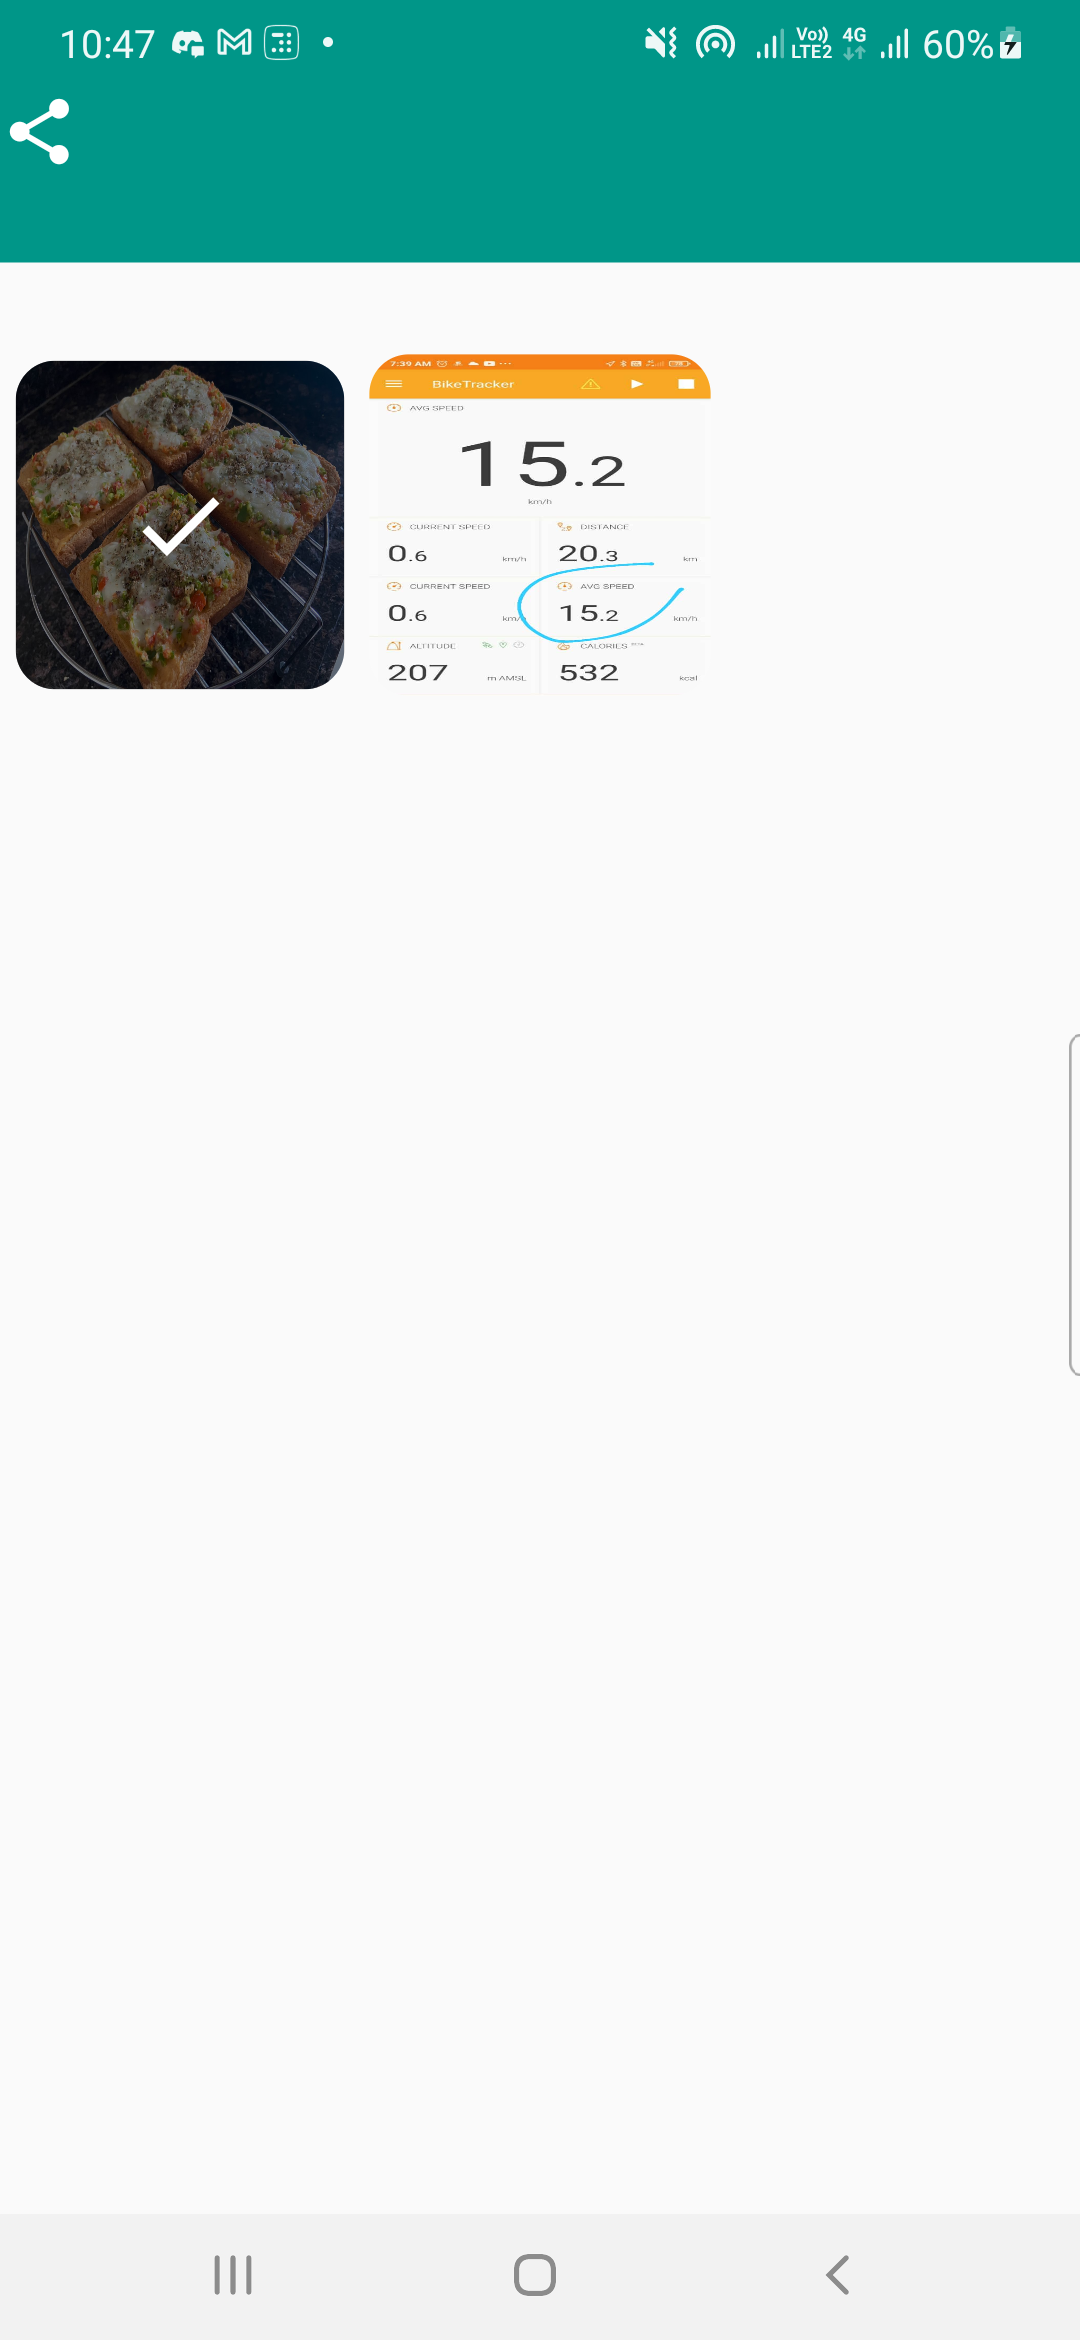 10:47 Vo)) LTE2 4G 60%
7:39 AM
BikeTracker
AVG SPEED
15.2
km/h
CURRENT SPEED DISTANCE
0.6 km/h 20.3 km
CURRENT SPEED AVG SPEED
0.6 km/h 15.2 km/h
ALTITUDE CALORIES BETA
207 m AMSL 532 kcal